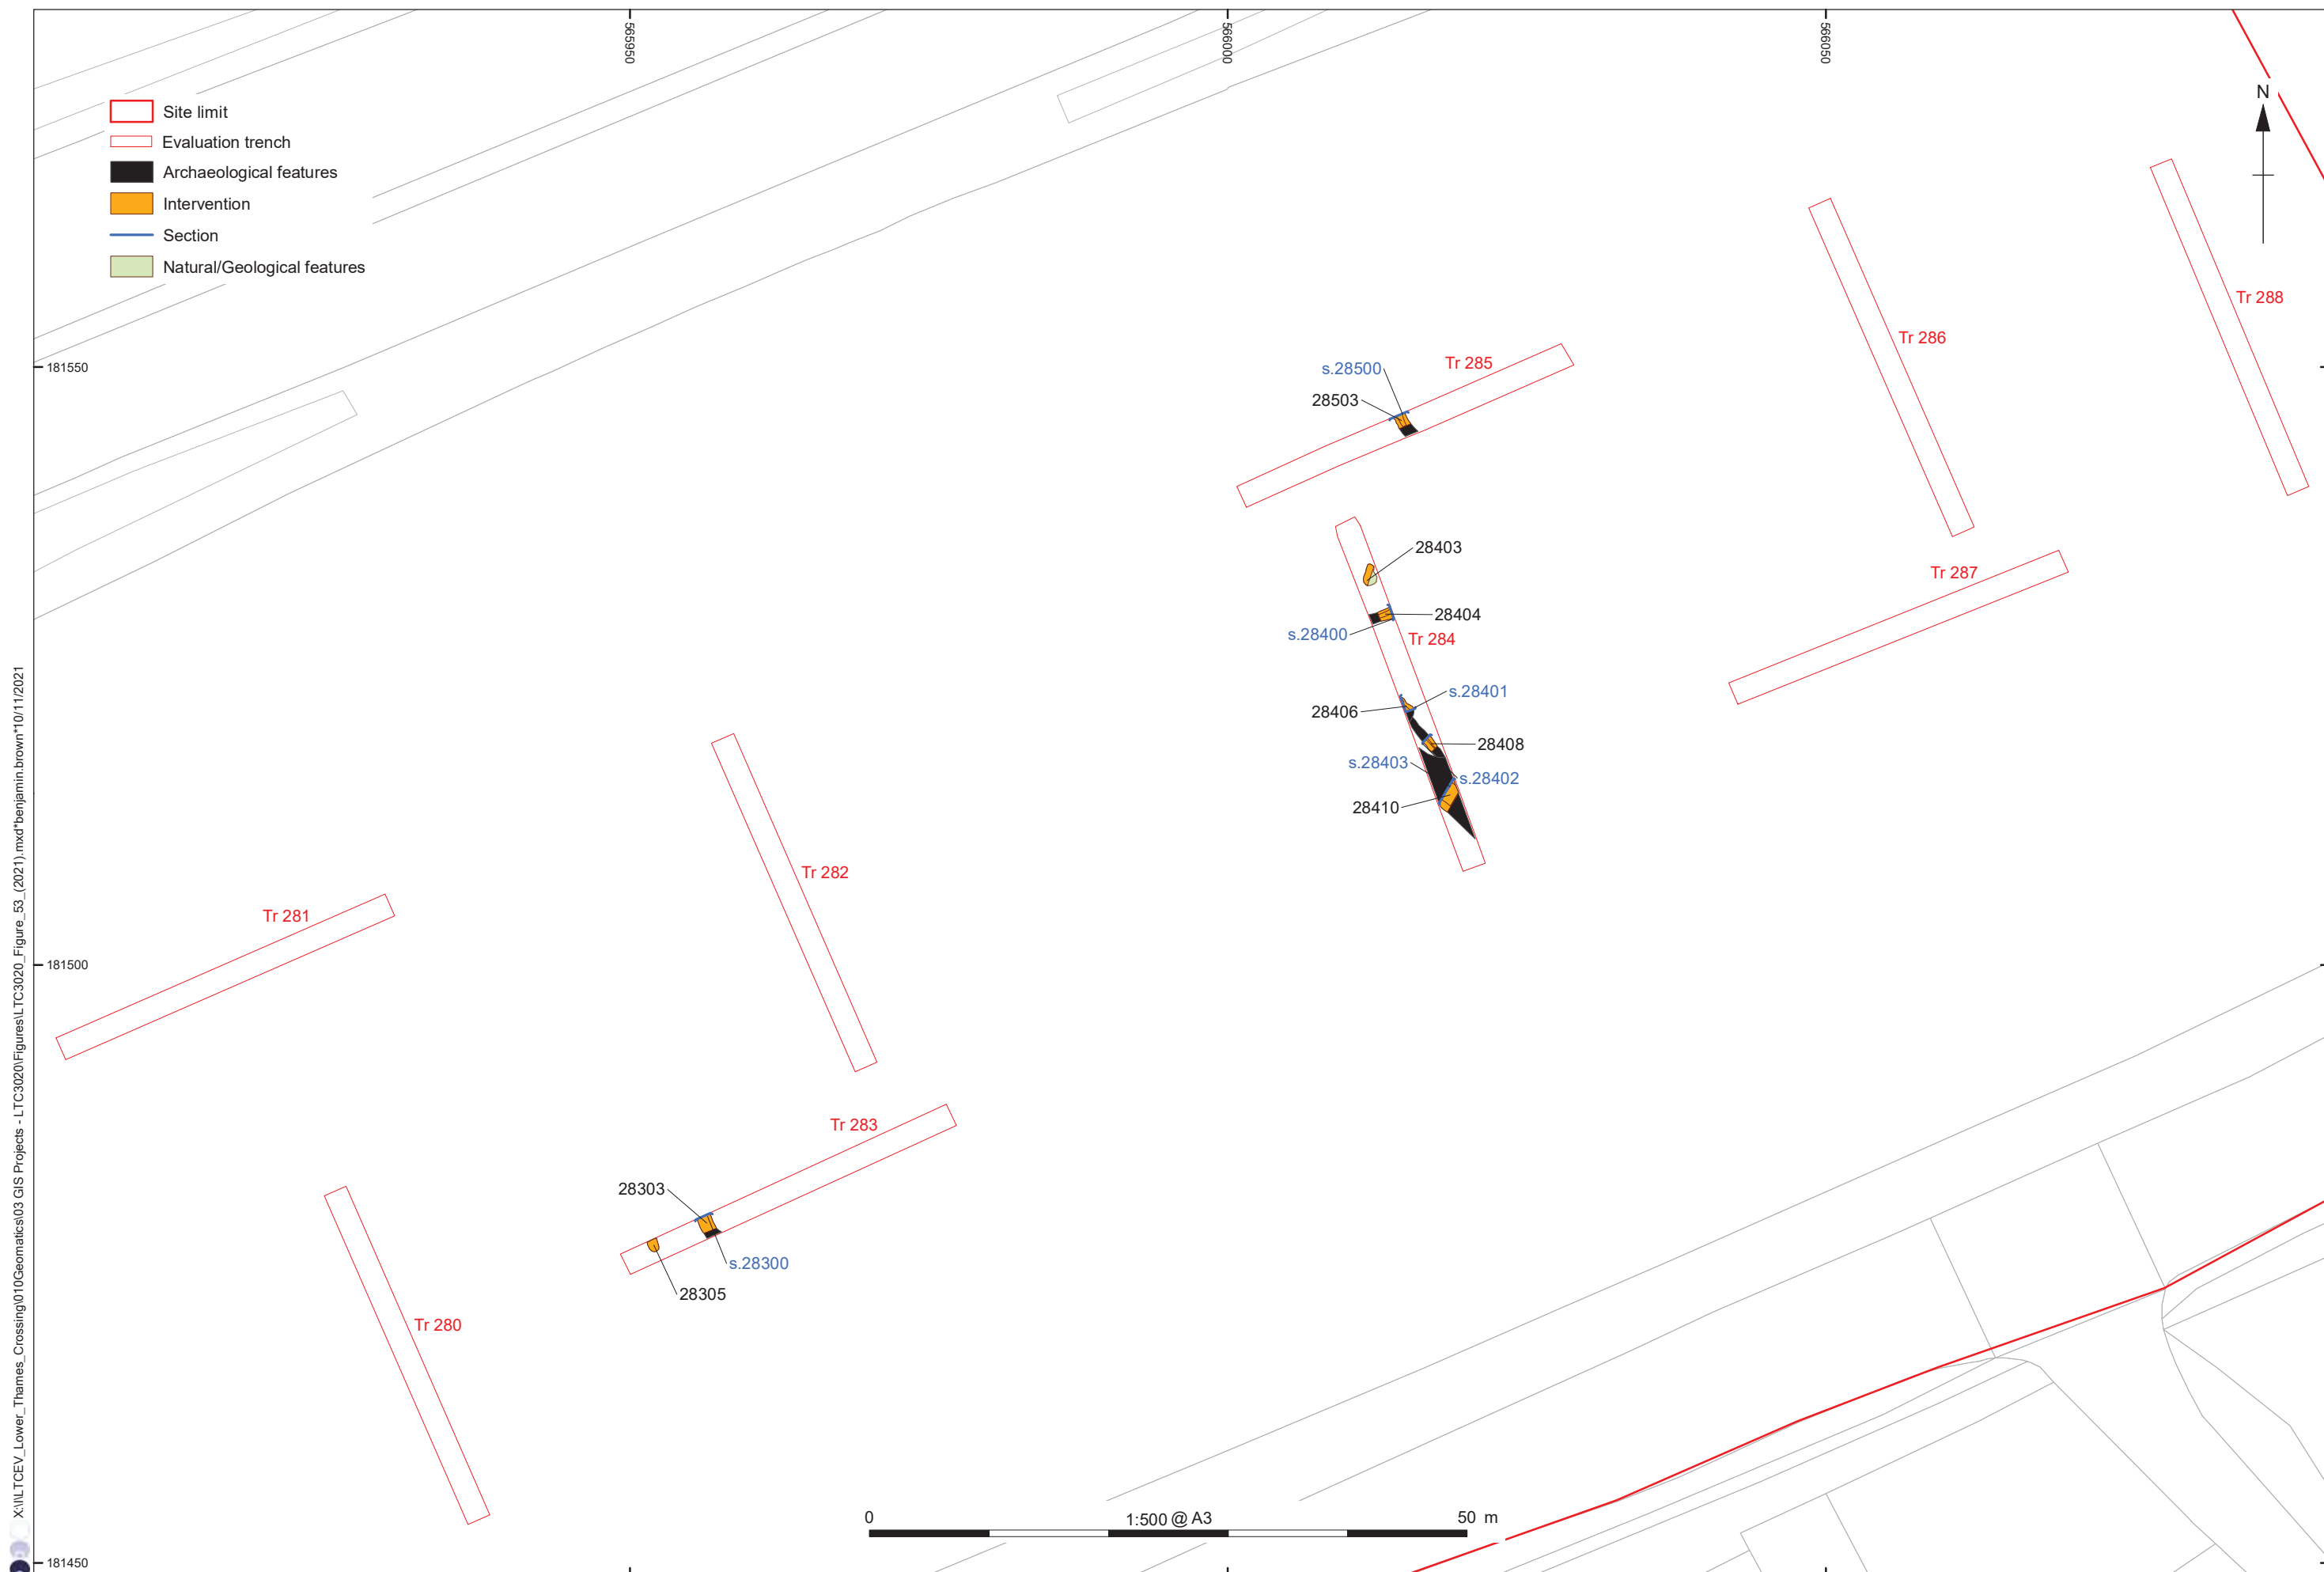 565950
566000
566050
Site limit
Evaluation trench
Archaeological features
Intervention
Section
Natural/Geological features
N
Tr 288
Tr 286
181550
s.28500
Tr 285
28503
28403
Tr 287
28404
s.28400
Tr 284
s.28401
28406
28408
s.28403
s.28402
28410
Tr 282
Tr 281
181500
Tr 283
28303
s.28300
28305
Tr 280
0
1:500 @ A3
50 m
181450
X:\l\LTCEV_Lower_Thames_Crossing\010Geomatics\03 GIS Projects - LTC3020\Figures\LTC3020_Figure_53_(2021).mxd*benjamin.brown*10/11/2021